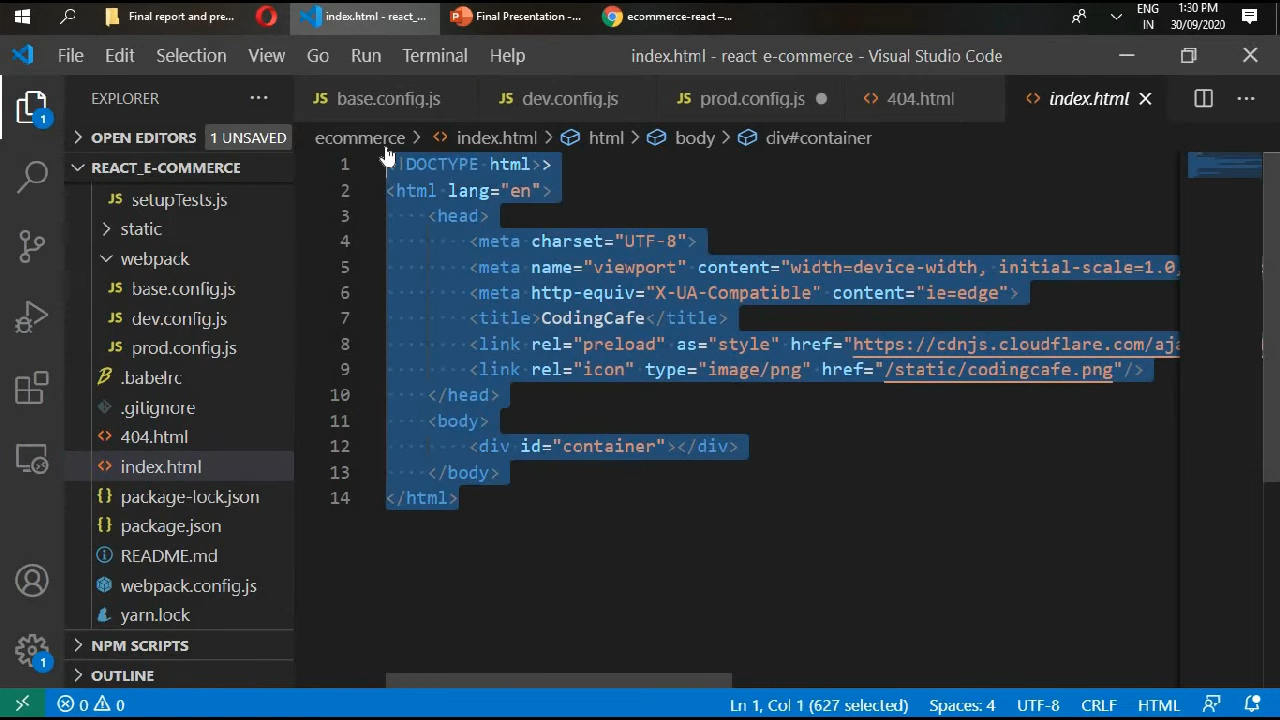 Final report and pre...
index.html - react_...
Final Presentation -...
ecommerce-react –...
ENG
IN
1:30 PM
30/09/2020
File Edit Selection View Go Run Terminal Help
index.html - react e-commerce - Visual Studio Code
EXPLORER
JS base.config.js
JS dev.config.js
JS prod.config.js
404.html
index.html
OPEN EDITORS 1 UNSAVED
ecommerce > index.html > html > body > div#container
REACT_E-COMMERCE
JS setupTests.js
static
webpack
JS base.config.js
JS dev.config.js
JS prod.config.js
.babelrc
.gitignore
404.html
index.html
package-lock.json
package.json
README.md
webpack.config.js
yarn.lock
NPM SCRIPTS
OUTLINE
1
1
1 !DOCTYPE html>>
2 <html lang="en">
3 <head>
4 <meta charset="UTF-8">
5 <meta name="viewport" content="width=device-width, initial-scale=1.0,
6 <meta http-equiv="X-UA-Compatible" content="ie=edge">
7 <title>CodingCafe</title>
8 <link rel="preload" as="style" href="https://cdnjs.cloudflare.com/aja
9 <link rel="icon" type="image/png" href="/static/codingcafe.png"/>
10 </head>
11 <body>
12 <div id="container"></div>
13 </body>
14 </html>
0 0
Ln 1, Col 1 (627 selected)
Spaces: 4
UTF-8
CRLF
HTML